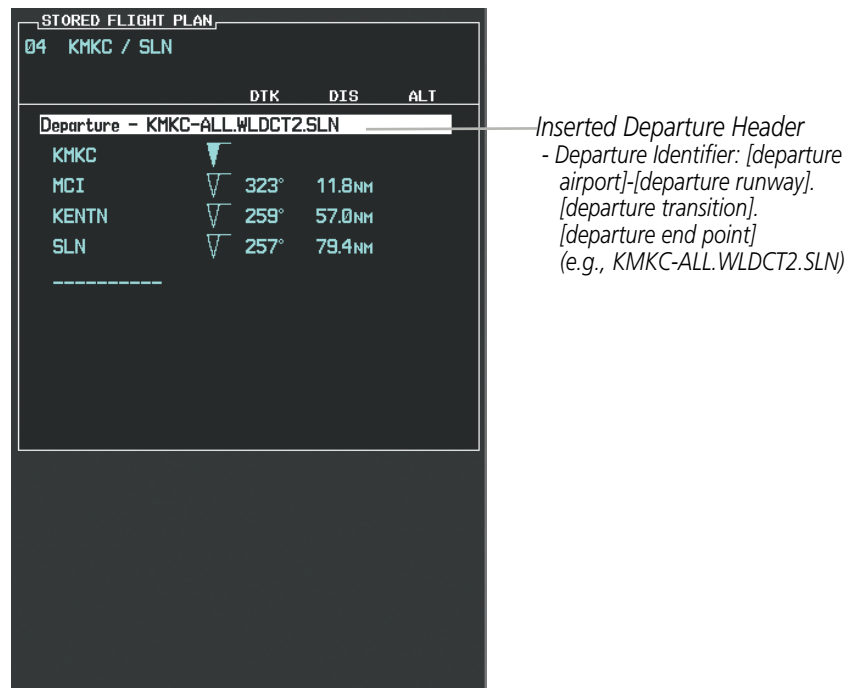 STORED FLIGHT PLAN
04 KMKC / SLN
DTK DIS ALT
Departure - KMKC-ALL.WLDCT2.SLN
KMKC
MCI 323° 11.8NM
KENTN 259° 57.0NM
SLN 257° 79.4NM
__________
Inserted Departure Header
- Departure Identifier: [departure
airport]-[departure runway].
[departure transition].
[departure end point]
(e.g., KMKC-ALL.WLDCT2.SLN)